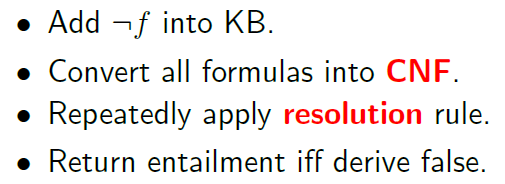 • Add ¬f into KB.
• Convert all formulas into CNF.
• Repeatedly apply resolution rule.
• Return entailment iff derive false.